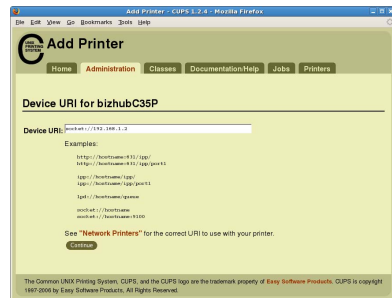 Add Printer - CUPS 1.2.4 - Mozilla Firefox
File Edit View Go Bookmarks Tools Help
UNIX PRINTING SYSTEM
Add Printer
Home Administration Classes Documentation/Help Jobs Printers
Device URI for bizhubC35P
Device URI: socket://192.168.1.2
Examples:
http://hostname:631/ipp/
http://hostname:631/ipp/port1
ipp://hostname/ipp/
ipp://hostname/ipp/port1
lpd://hostname/queue
socket://hostname
socket://hostname:9100
See "Network Printers" for the correct URI to use with your printer.
Continue
The Common UNIX Printing System, CUPS, and the CUPS logo are the trademark property of Easy Software Products. CUPS is copyright
1997-2006 by Easy Software Products, All Rights Reserved.